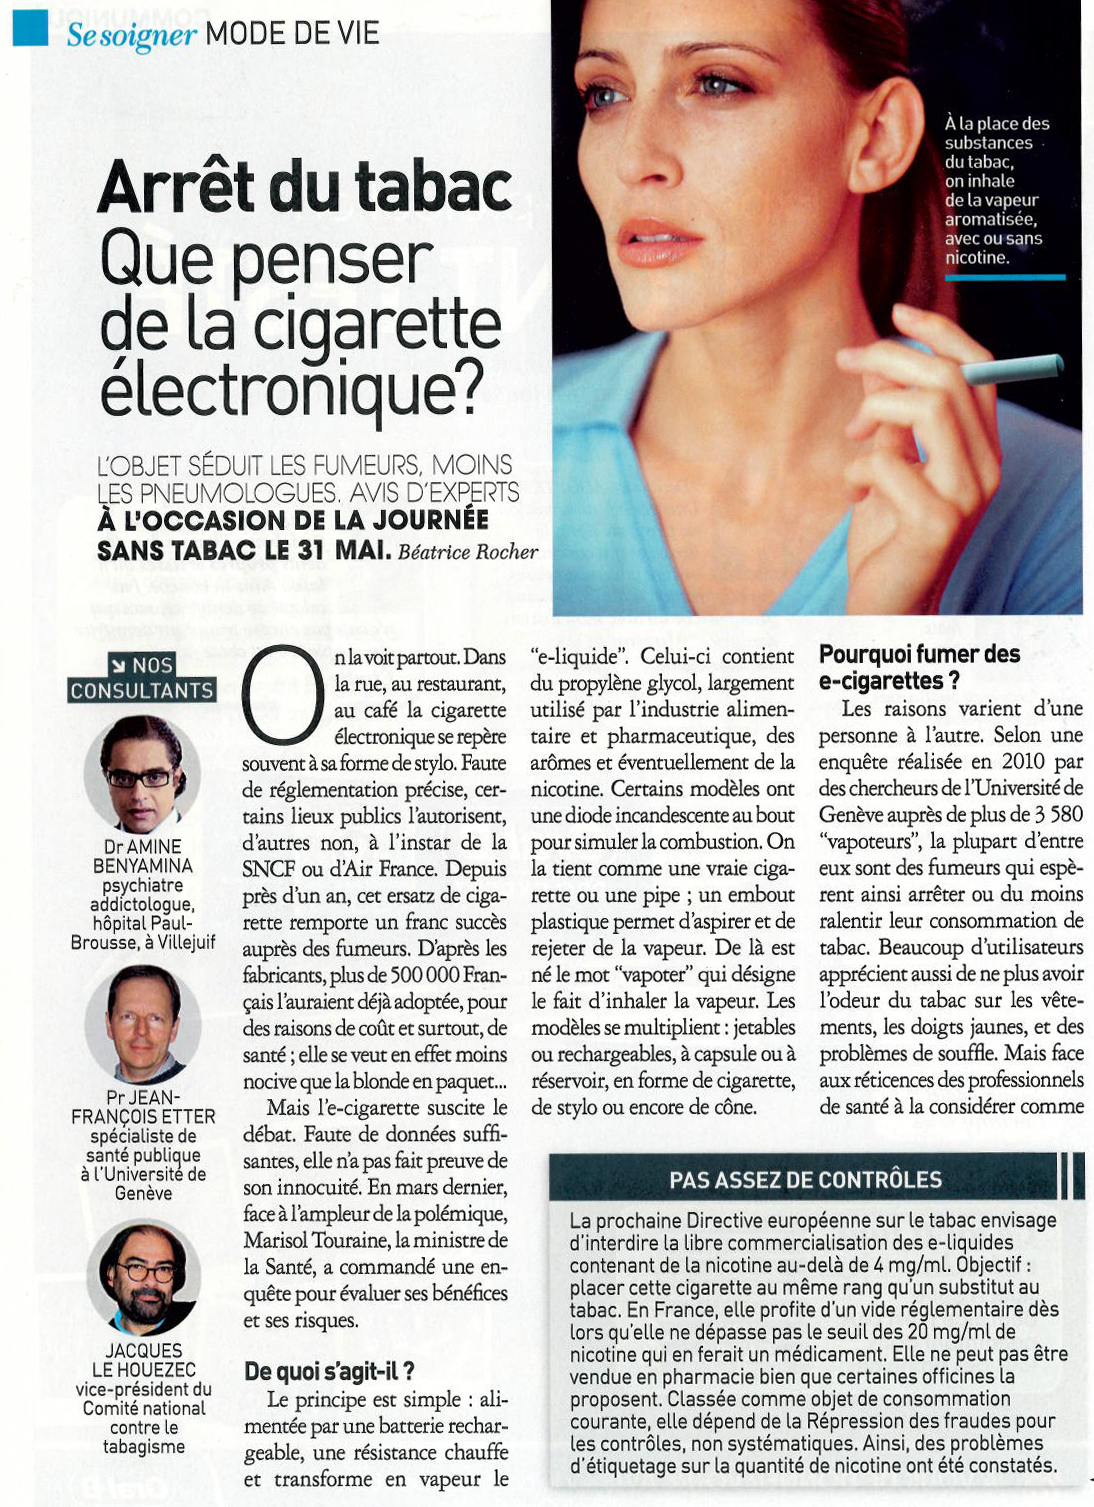 Se soigner MODE DE VIE
À la place des
substances
du tabac,
on inhale
de la vapeur
aromatisée,
avec ou sans
nicotine.
Arrêt du tabac
Que penser
de la cigarette
électronique?
L'OBJET SÉDUIT LES FUMEURS, MOINS
LES PNEUMOLOGUES. AVIS D'EXPERTS
À L'OCCASION DE LA JOURNÉE
SANS TABAC LE 31 MAI. Béatrice Rocher
NOS
CONSULTANTS
Dr AMINE
BENYAMINA
psychiatre
addictologue,
hôpital Paul-
Brousse, à Villejuif
Pr JEAN-
FRANÇOIS ETTER
spécialiste de
santé publique
à l'Université de
Genève
JACQUES
LE HOUEZEC
vice-président du
Comité national
contre le
tabagisme
On la voit partout. Dans
la rue, au restaurant,
au café la cigarette
électronique se repère
souvent à sa forme de stylo. Faute
de réglementation précise, cer-
tains lieux publics l'autorisent,
d'autres non, à l'instar de la
SNCF ou d'Air France. Depuis
près d'un an, cet ersatz de ciga-
rette remporte un franc succès
auprès des fumeurs. D'après les
fabricants, plus de 500 000 Fran-
çais l'auraient déjà adoptée, pour
des raisons de coût et surtout, de
santé ; elle se veut en effet moins
nocive que la blonde en paquet...
Mais l'e-cigarette suscite le
débat. Faute de données suffi-
santes, elle n'a pas fait preuve de
son innocuité. En mars dernier,
face à l'ampleur de la polémique,
Marisol Touraine, la ministre de
la Santé, a commandé une en-
quête pour évaluer ses bénéfices
et ses risques.
De quoi s'agit-il ?
Le principe est simple : ali-
mentée par une batterie rechar-
geable, une résistance chauffe
et transforme en vapeur le
"e-liquide". Celui-ci contient
du propylène glycol, largement
utilisé par l'industrie alimen-
taire et pharmaceutique, des
arômes et éventuellement de la
nicotine. Certains modèles ont
une diode incandescente au bout
pour simuler la combustion. On
la tient comme une vraie ciga-
rette ou une pipe ; un embout
plastique permet d'aspirer et de
rejeter de la vapeur. De là est
né le mot "vapoter" qui désigne
le fait d'inhaler la vapeur. Les
modèles se multiplient : jetables
ou rechargeables, à capsule ou à
réservoir, en forme de cigarette,
de stylo ou encore de cône.
Pourquoi fumer des
e-cigarettes ?
Les raisons varient d'une
personne à l'autre. Selon une
enquête réalisée en 2010 par
des chercheurs de l'Université de
Genève auprès de plus de 3 580
"vapoteurs", la plupart d'entre
eux sont des fumeurs qui espè-
rent ainsi arrêter ou du moins
ralentir leur consommation de
tabac. Beaucoup d'utilisateurs
apprécient aussi de ne plus avoir
l'odeur du tabac sur les vête-
ments, les doigts jaunes, et des
problèmes de souffle. Mais face
aux réticences des professionnels
de santé à la considérer comme
PAS ASSEZ DE CONTRÔLES
La prochaine Directive européenne sur le tabac envisage
d'interdire la libre commercialisation des e-liquides
contenant de la nicotine au-delà de 4 mg/ml. Objectif :
placer cette cigarette au même rang qu'un substitut au
tabac. En France, elle profite d'un vide réglementaire dès
lors qu'elle ne dépasse pas le seuil des 20 mg/ml de
nicotine qui en ferait un médicament. Elle ne peut pas être
vendue en pharmacie bien que certaines officines la
proposent. Classée comme objet de consommation
courante, elle dépend de la Répression des fraudes pour
les contrôles, non systématiques. Ainsi, des problèmes
d'étiquetage sur la quantité de nicotine ont été constatés.